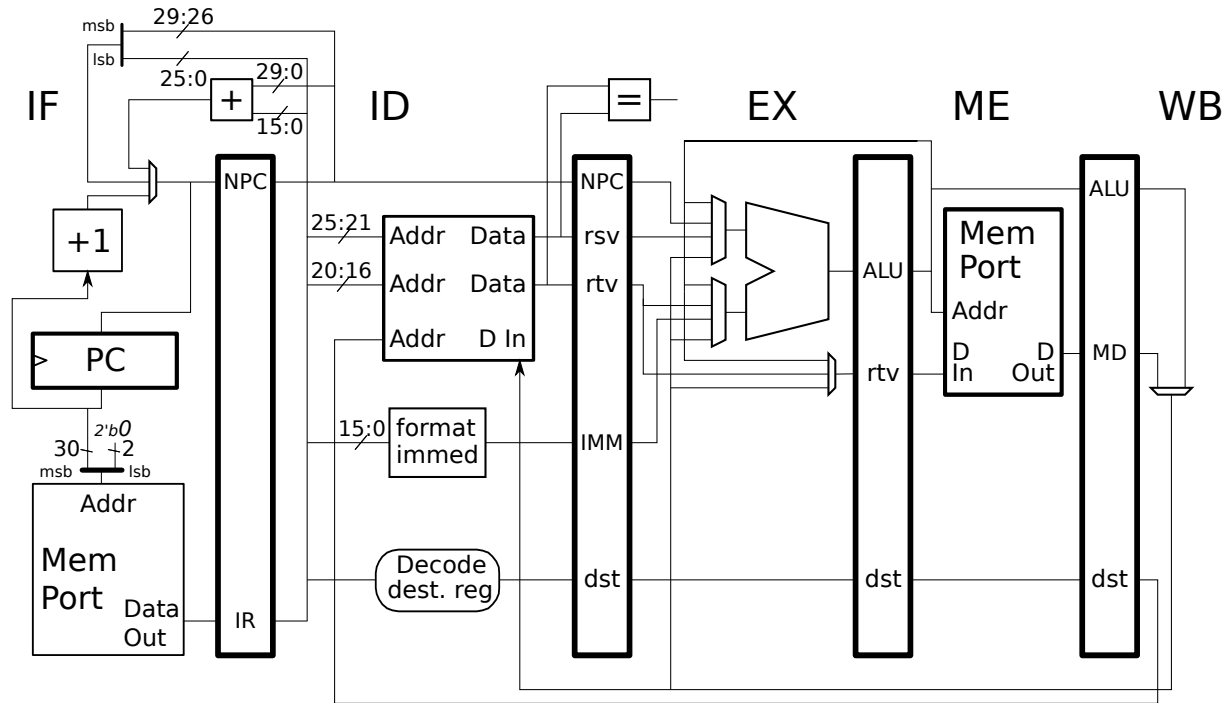 29:26
msb
lsb
25:0
29:0
+
15:0
=
IF
ID
EX
ME
WB
NPC
NPC
ALU
+1
25:21
Addr
Data
rsv
20:16
Addr
Data
rtv
Addr
D In
Mem
Port
ALU
Addr
D
In
D
Out
MD
rtv
PC
2'b0
30
2
msb
lsb
15:0
format
immed
IMM
Addr
Mem
Port
Data
Out
IR
Decode
dest. reg
dst
dst
dst